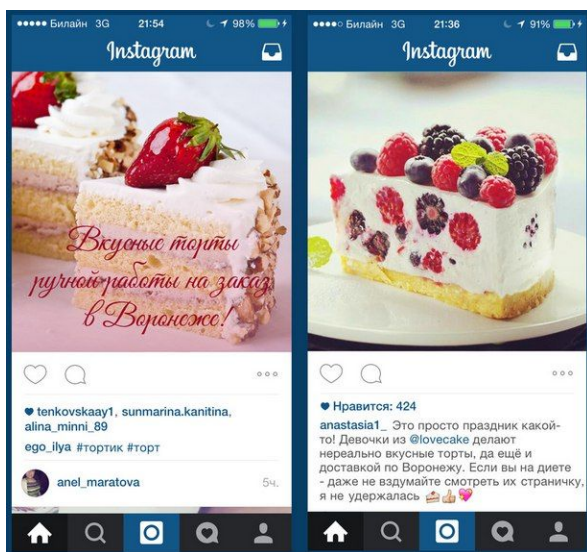 Билайн 3G 21:54 98%
Instagram
Вкусные торты
ручной работы на заказ
в Воронеже!
tenkovskaay1, sunmarina.kanitina,
alina_minni_89
ego_ilya #тортик #торт
anel_maratova 5ч.
Билайн 3G 21:36 91%
Instagram
Нравится: 424
anastasia1_ Это просто праздник какой-
то! Девочки из @lovecake делают
нереально вкусные торты, да ещё и
доставкой по Воронежу. Если вы на диете
- даже не вздумайте смотреть их страничку,
я не удержалась 🍰👍💖